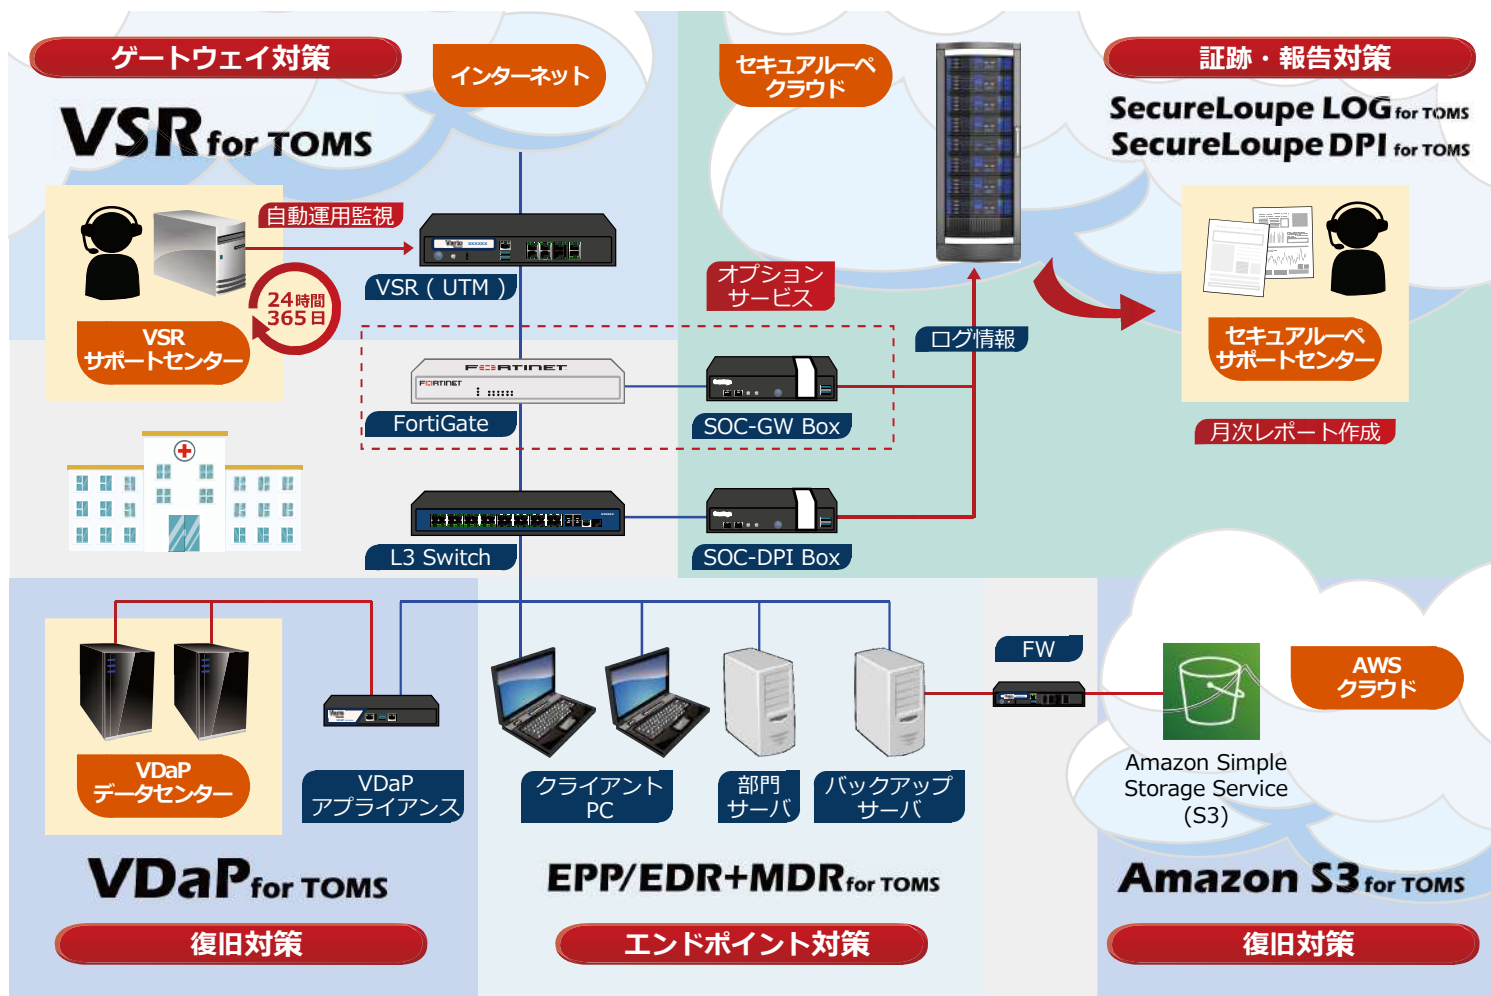 ゲートウェイ対策
VSR for TOMS
インターネット
セキュアルーペ
クラウド
証跡・報告対策
SecureLoupe LOG for TOMS
SecureLoupe DPI for TOMS
自動運用監視
24時間
365日
VSR
サポートセンター
Vario
xxxxxx
VSR ( UTM )
オプション
サービス
ログ情報
セキュアルーペ
サポートセンター
月次レポート作成
FORTINET
FORTINET
FortiGate
SOC-GW Box
xxxxxx
L3 Switch
SOC-DPI Box
VDaP
データセンター
Vario
VDaP
アプライアンス
クライアント
PC
部門
サーバ
バックアップ
サーバ
FW
AWS
クラウド
Amazon Simple
Storage Service
(S3)
VDaP for TOMS
復旧対策
EPP/EDR+MDR for TOMS
エンドポイント対策
Amazon S3 for TOMS
復旧対策